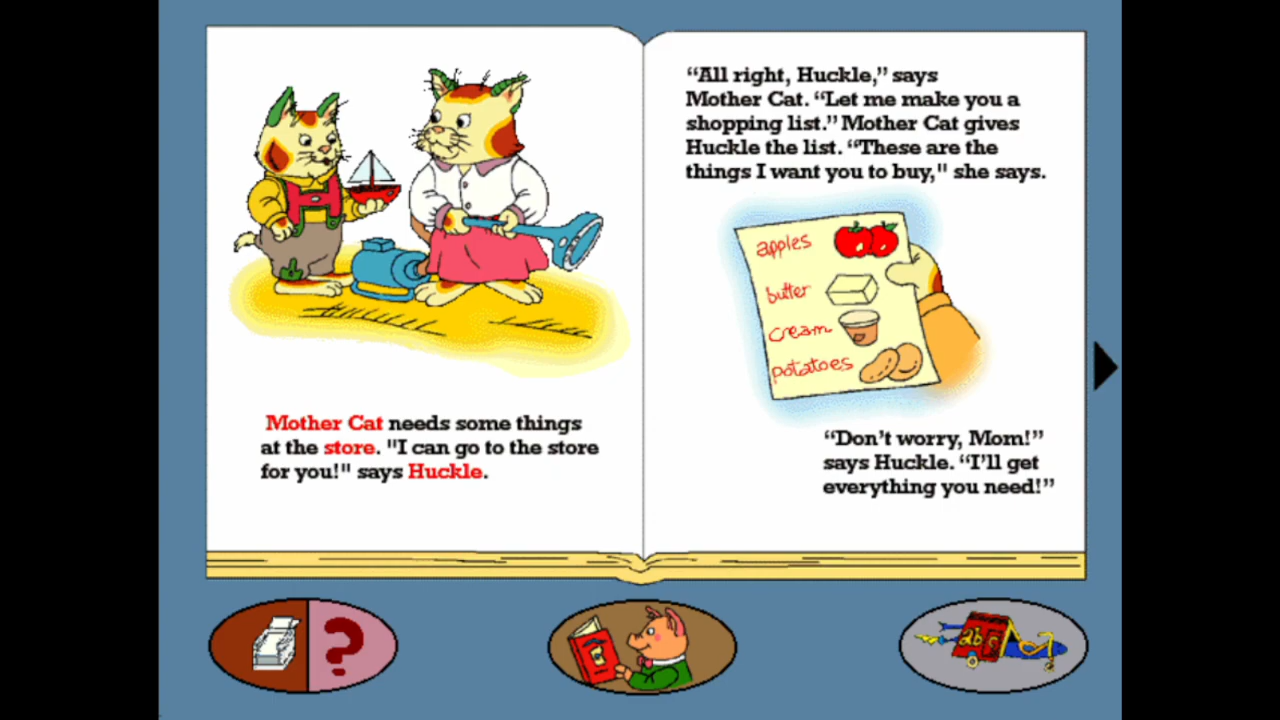 Mother Cat needs some things
at the store. "I can go to the store
for you!" says Huckle.
“All right, Huckle,” says
Mother Cat. “Let me make you a
shopping list.” Mother Cat gives
Huckle the list. “These are the
things I want you to buy," she says.
apples
butter
cream
potatoes
“Don’t worry, Mom!”
says Huckle. “I’ll get
everything you need!”
?
abc